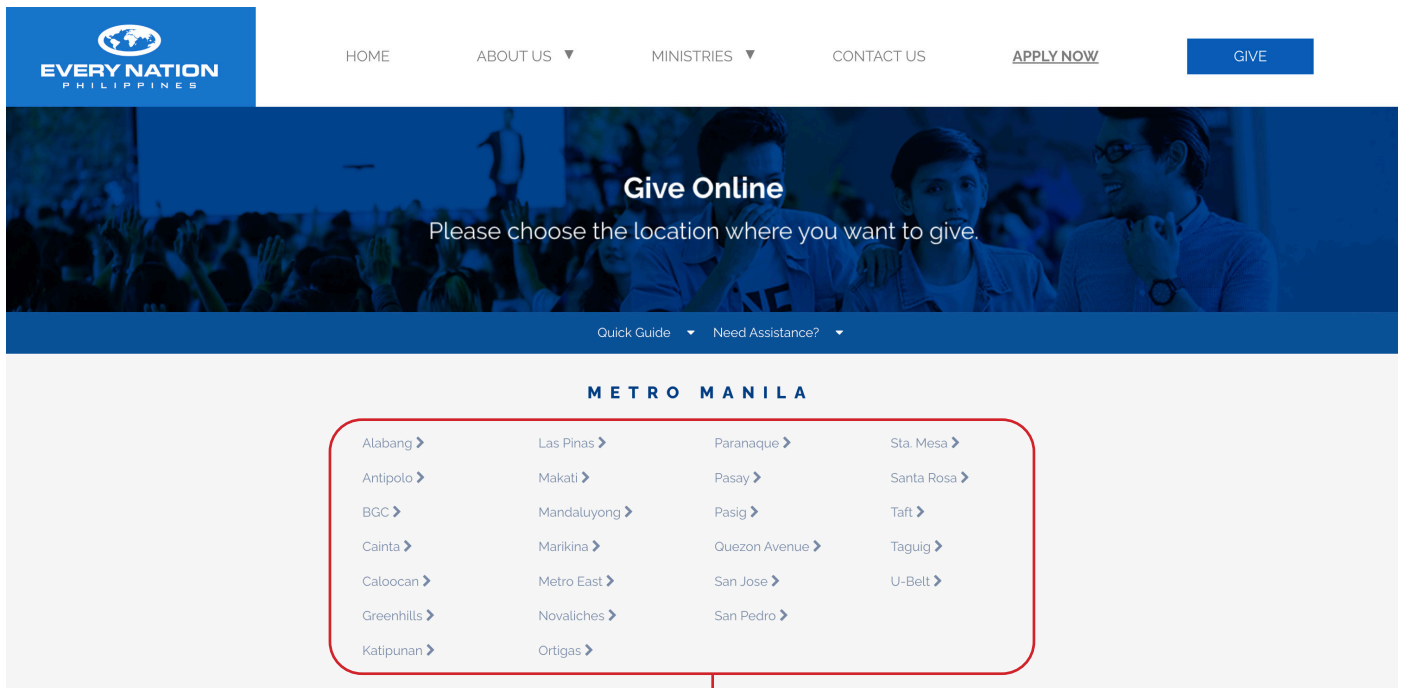 EVERY NATION
PHILIPPINES
HOME ABOUT US ▼ MINISTRIES ▼ CONTACT US APPLY NOW GIVE
Give Online
Please choose the location where you want to give.
Quick Guide Need Assistance?
METRO MANILA
Alabang Las Pinas Paranaque Sta. Mesa
Antipolo Makati Pasay Santa Rosa
BGC Mandaluyong Pasig Taft
Cainta Marikina Quezon Avenue Taguig
Caloocan Metro East San Jose U-Belt
Greenhills Novaliches San Pedro
Katipunan Ortigas